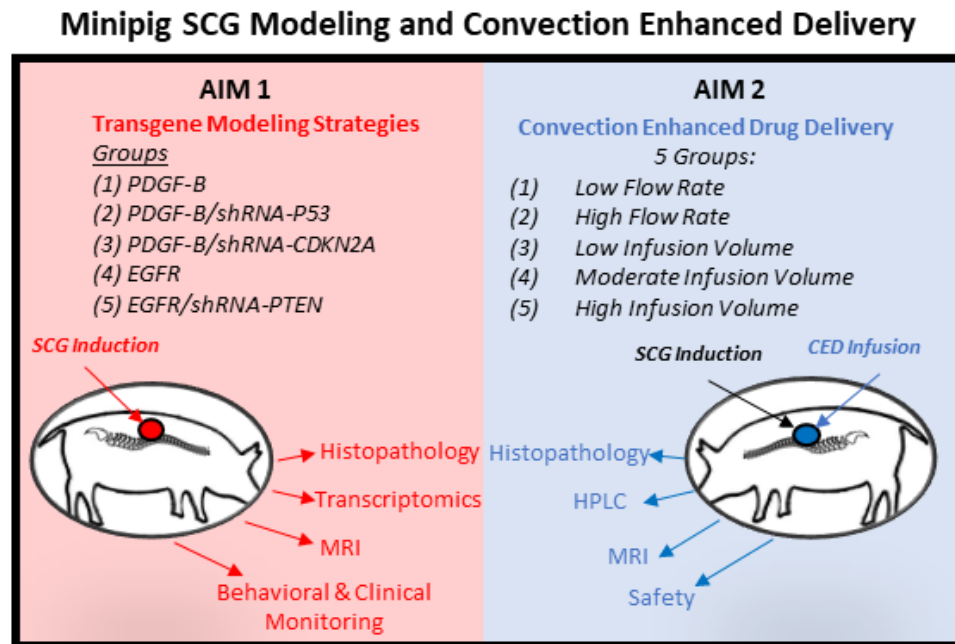 Minipig SCG Modeling and Convection Enhanced Delivery
AIM 1
Transgene Modeling Strategies
Groups
(1) PDGF-B
(2) PDGF-B/shRNA-P53
(3) PDGF-B/shRNA-CDKN2A
(4) EGFR
(5) EGFR/shRNA-PTEN
SCG Induction
Histopathology
Transcriptomics
MRI
Behavioral & Clinical
Monitoring
AIM 2
Convection Enhanced Drug Delivery
5 Groups:
(1) Low Flow Rate
(2) High Flow Rate
(3) Low Infusion Volume
(4) Moderate Infusion Volume
(5) High Infusion Volume
SCG Induction
CED Infusion
Histopathology
HPLC
MRI
Safety